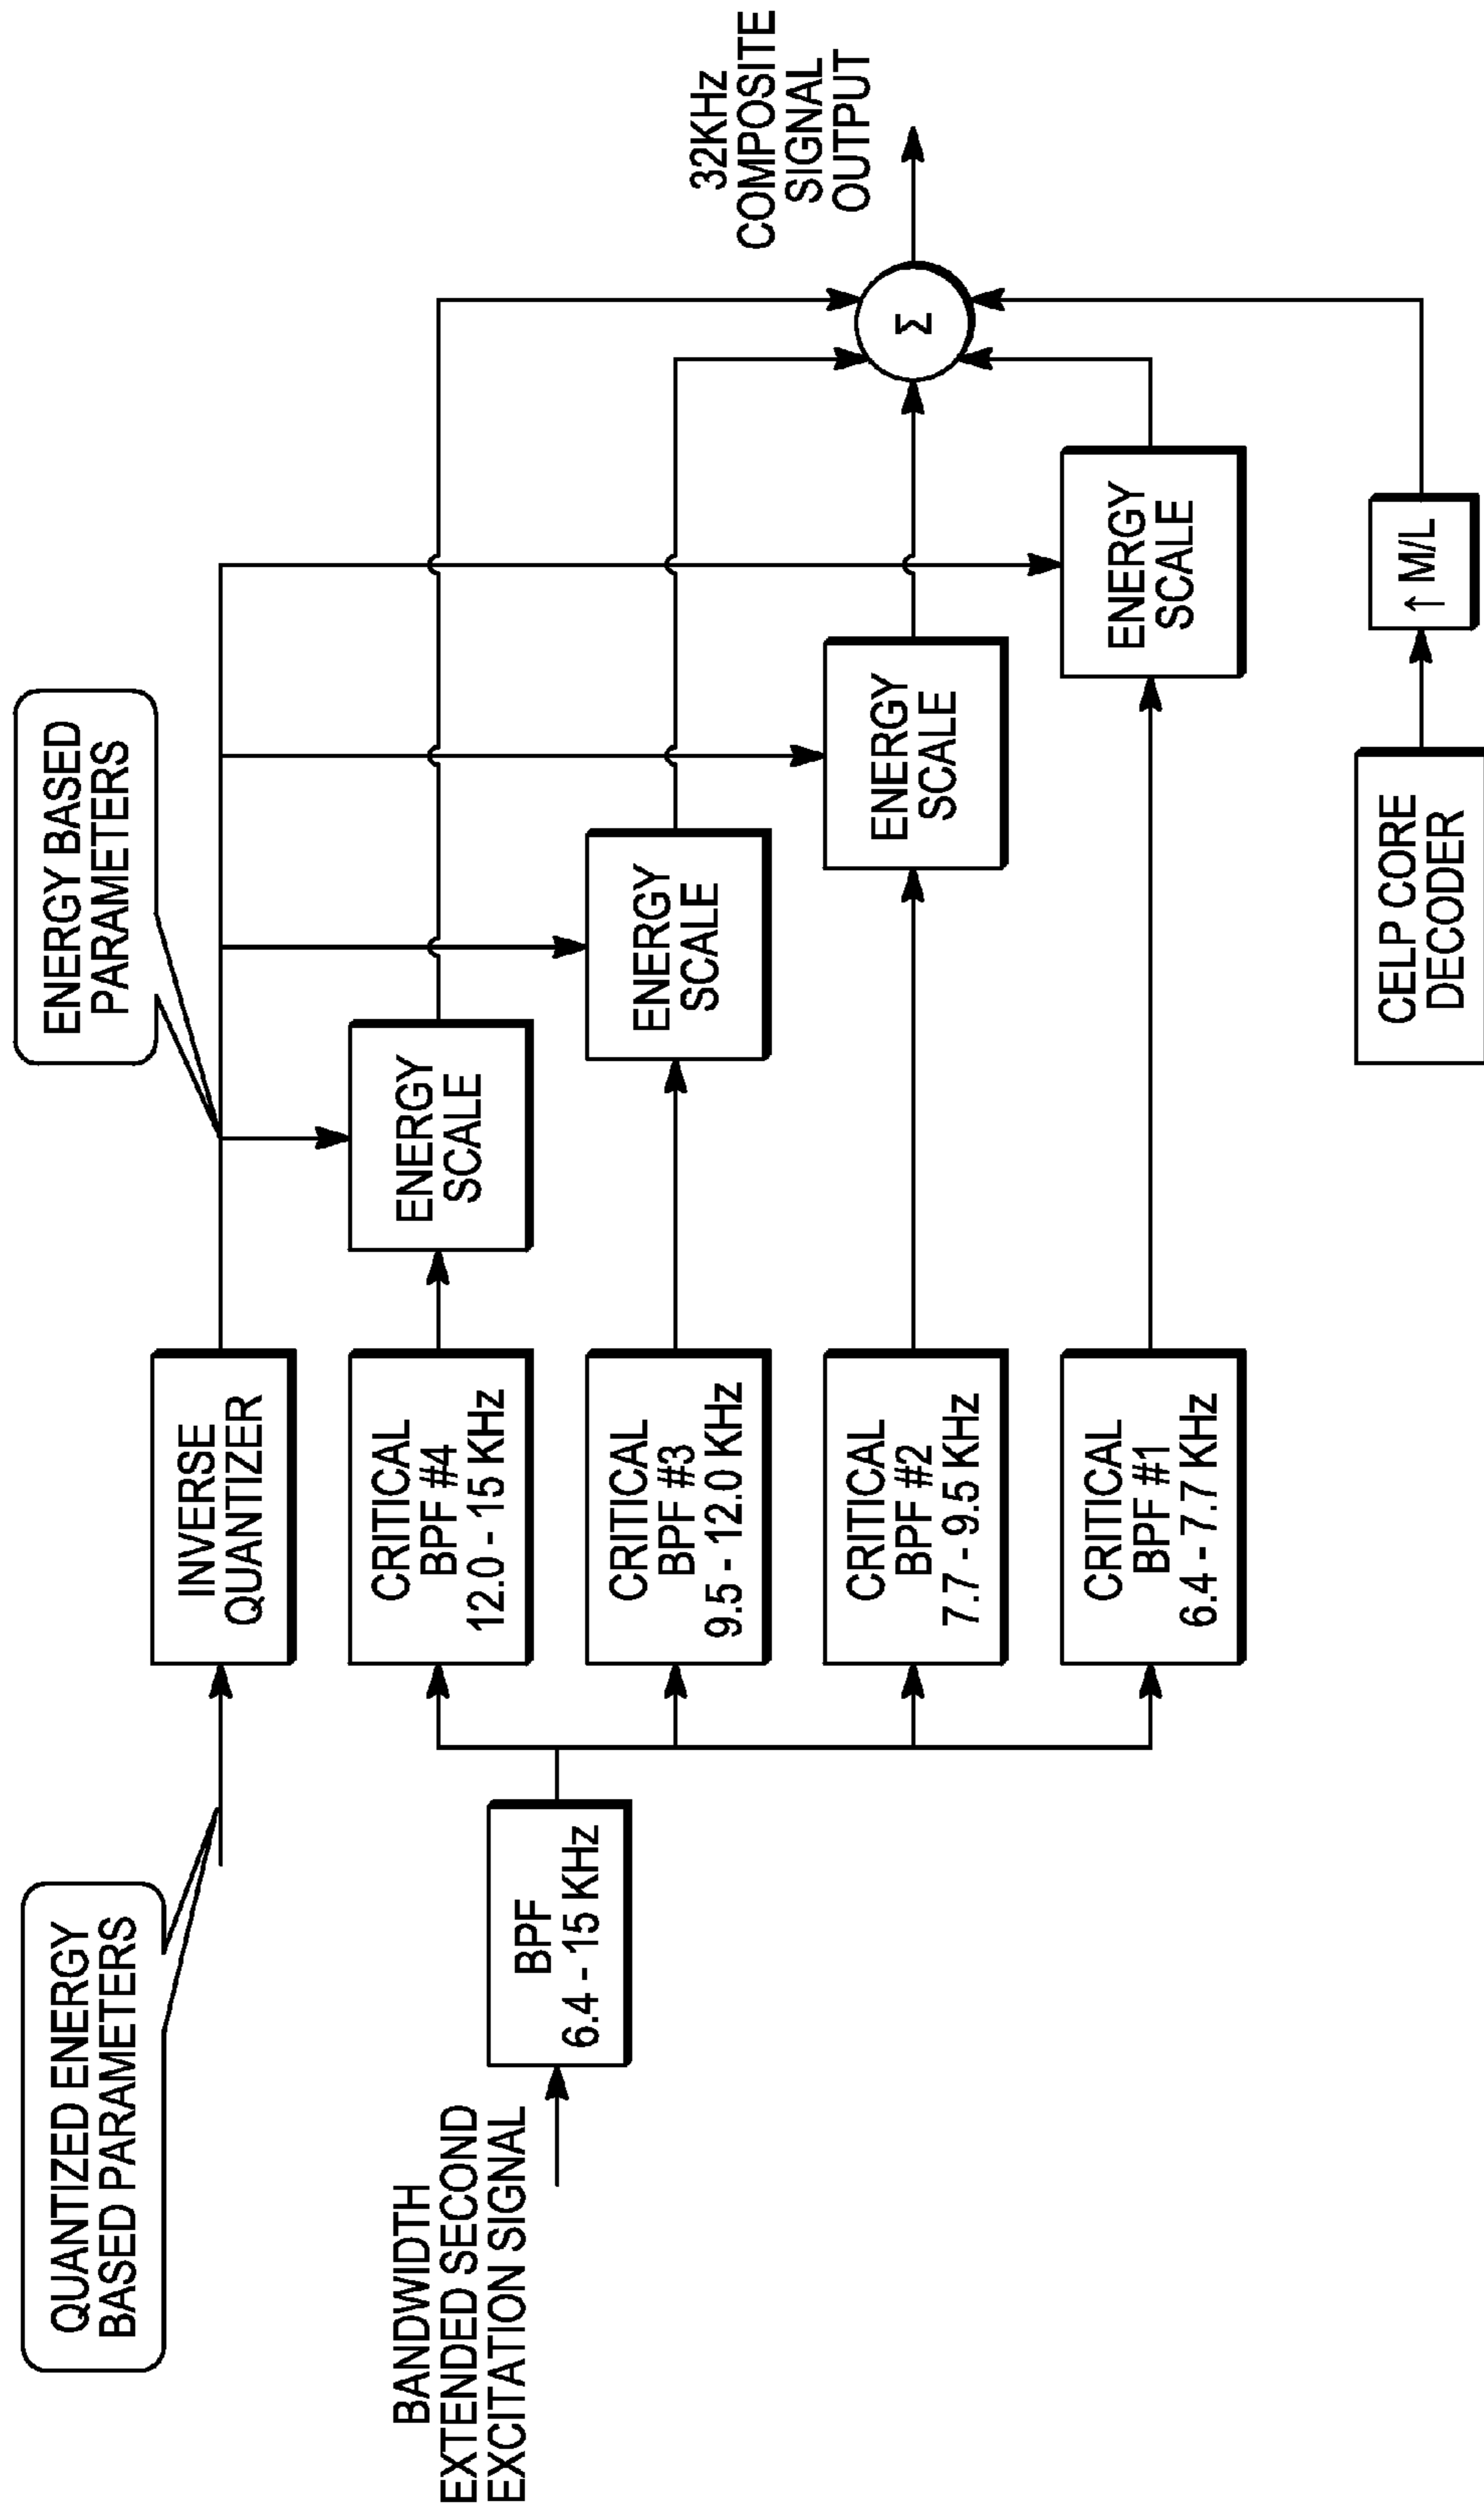 QUANTIZED ENERGY
BASED PARAMETERS
ENERGY BASED
PARAMETERS
INVERSE
QUANTIZER
BANDWIDTH
EXTENDED SECOND
EXCITATION SIGNAL
BPF
6.4 - 15 KHz
CRITICAL
BPF #4
12.0 - 15 KHz
ENERGY
SCALE
CRITICAL
BPF #3
9.5 - 12.0 KHz
ENERGY
SCALE
CRITICAL
BPF #2
7.7 - 9.5 KHz
ENERGY
SCALE
CRITICAL
BPF #1
6.4 - 7.7 KHz
ENERGY
SCALE
CELP CORE
DECODER
↑ M/L
Σ
32KHz
COMPOSITE
SIGNAL
OUTPUT